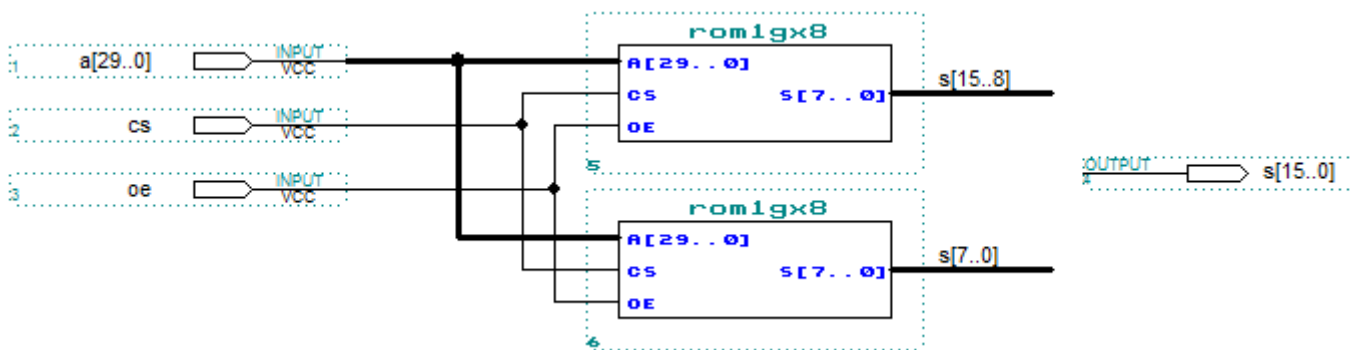 1 a[29..0] INPUT VCC
2 cs INPUT VCC
3 oe INPUT VCC
rom1gx8
A[29..0]
CS S[7..0]
OE
5
s[15..8]
rom1gx8
A[29..0]
CS S[7..0]
OE
6
s[7..0]
OUTPUT
4 s[15..0]